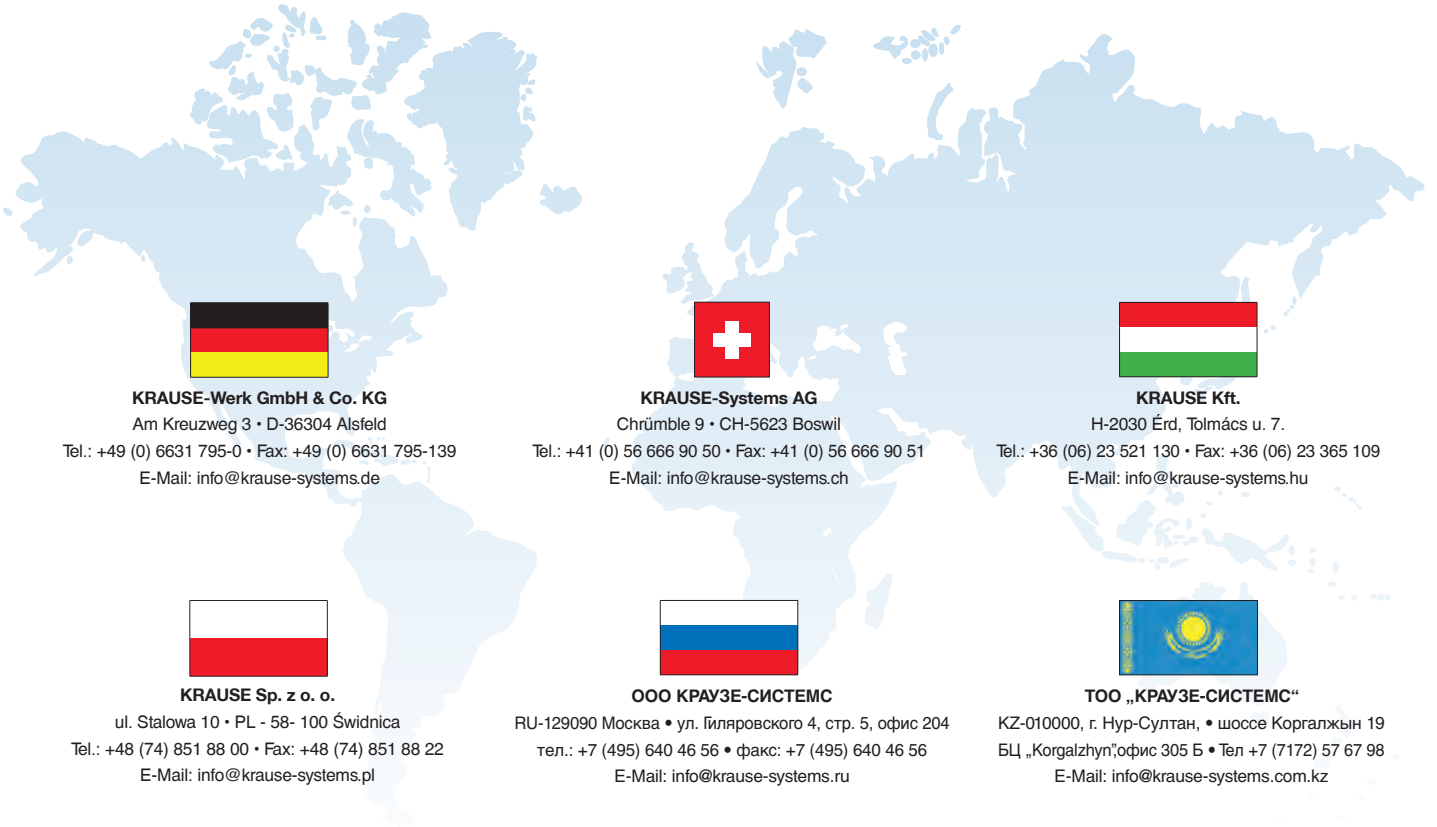 KRAUSE-Werk GmbH & Co. KG
Am Kreuzweg 3 • D-36304 Alsfeld
Tel.: +49 (0) 6631 795-0 • Fax: +49 (0) 6631 795-139
E-Mail: info@krause-systems.de
KRAUSE-Systems AG
Chrümble 9 • CH-5623 Boswil
Tel.: +41 (0) 56 666 90 50 • Fax: +41 (0) 56 666 90 51
E-Mail: info@krause-systems.ch
KRAUSE Kft.
H-2030 Érd, Tolmács u. 7.
Tel.: +36 (06) 23 521 130 • Fax: +36 (06) 23 365 109
E-Mail: info@krause-systems.hu
KRAUSE Sp. z o. o.
ul. Stalowa 10 • PL - 58- 100 Świdnica
Tel.: +48 (74) 851 88 00 • Fax: +48 (74) 851 88 22
E-Mail: info@krause-systems.pl
ООО КРАУЗЕ-СИСТЕМС
RU-129090 Москва • ул. Гиляровского 4, стр. 5, офис 204
тел.: +7 (495) 640 46 56 • факс: +7 (495) 640 46 56
E-Mail: info@krause-systems.ru
ТОО „КРАУЗЕ-СИСТЕМС“
KZ-010000, г. Нур-Султан, • шоссе Коргалжын 19
БЦ „Korgalzhyn”,офис 305 Б • Тел +7 (7172) 57 67 98
E-Mail: info@krause-systems.com.kz